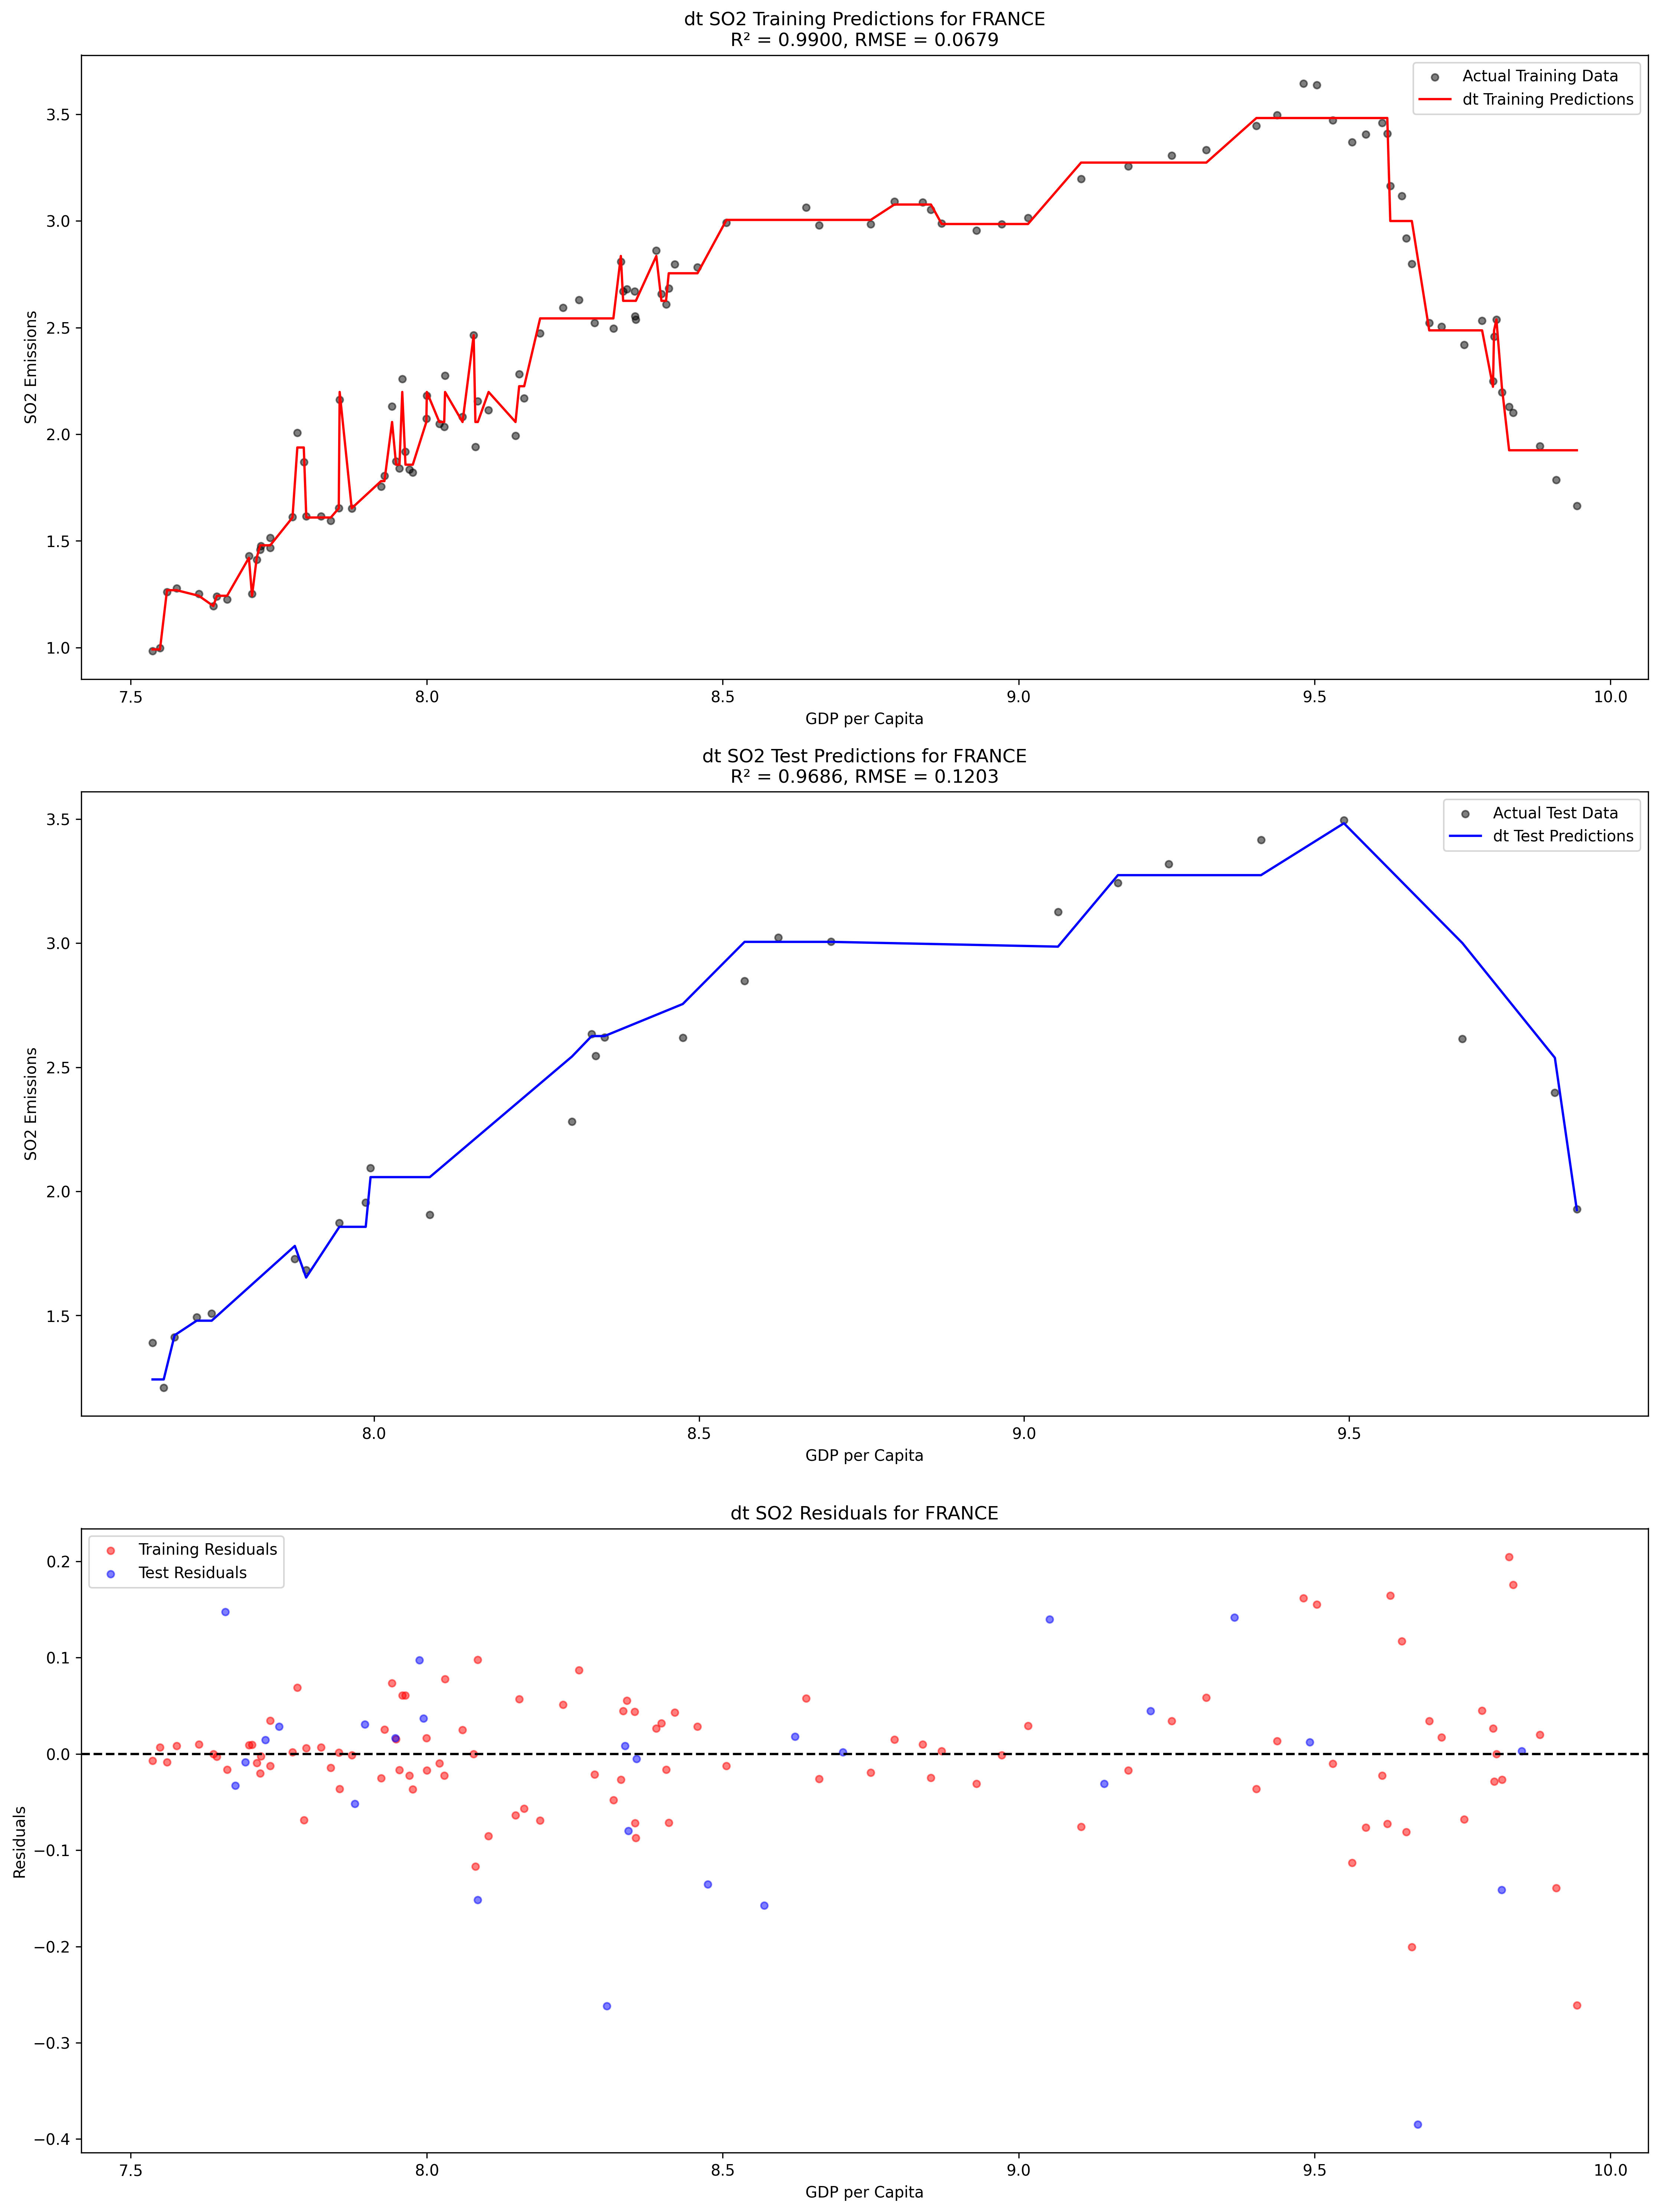 dt SO2 Training Predictions for FRANCE
R² = 0.9900, RMSE = 0.0679
Actual Training Data
dt Training Predictions
SO2 Emissions
3.5
3.0
2.5
2.0
1.5
1.0
7.5 8.0 8.5 9.0 9.5 10.0
GDP per Capita
dt SO2 Test Predictions for FRANCE
R² = 0.9686, RMSE = 0.1203
Actual Test Data
dt Test Predictions
SO2 Emissions
3.5
3.0
2.5
2.0
1.5
8.0 8.5 9.0 9.5
GDP per Capita
dt SO2 Residuals for FRANCE
Training Residuals
Test Residuals
Residuals
0.2
0.1
0.0
−0.1
−0.2
−0.3
−0.4
7.5 8.0 8.5 9.0 9.5 10.0
GDP per Capita